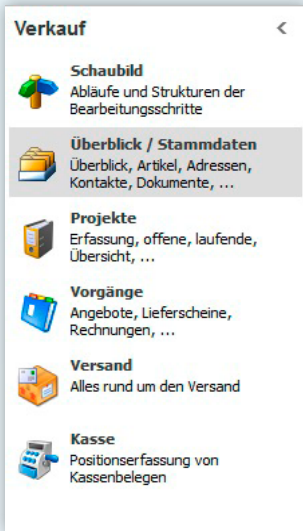 Verkauf
Schaubild
Abläufe und Strukturen der
Bearbeitungsschritte
Überblick / Stammdaten
Überblick, Artikel, Adressen,
Kontakte, Dokumente, ...
Projekte
Erfassung, offene, laufende,
Übersicht, ...
Vorgänge
Angebote, Lieferscheine,
Rechnungen, ...
Versand
Alles rund um den Versand
Kasse
Positionserfassung von
Kassenbelegen